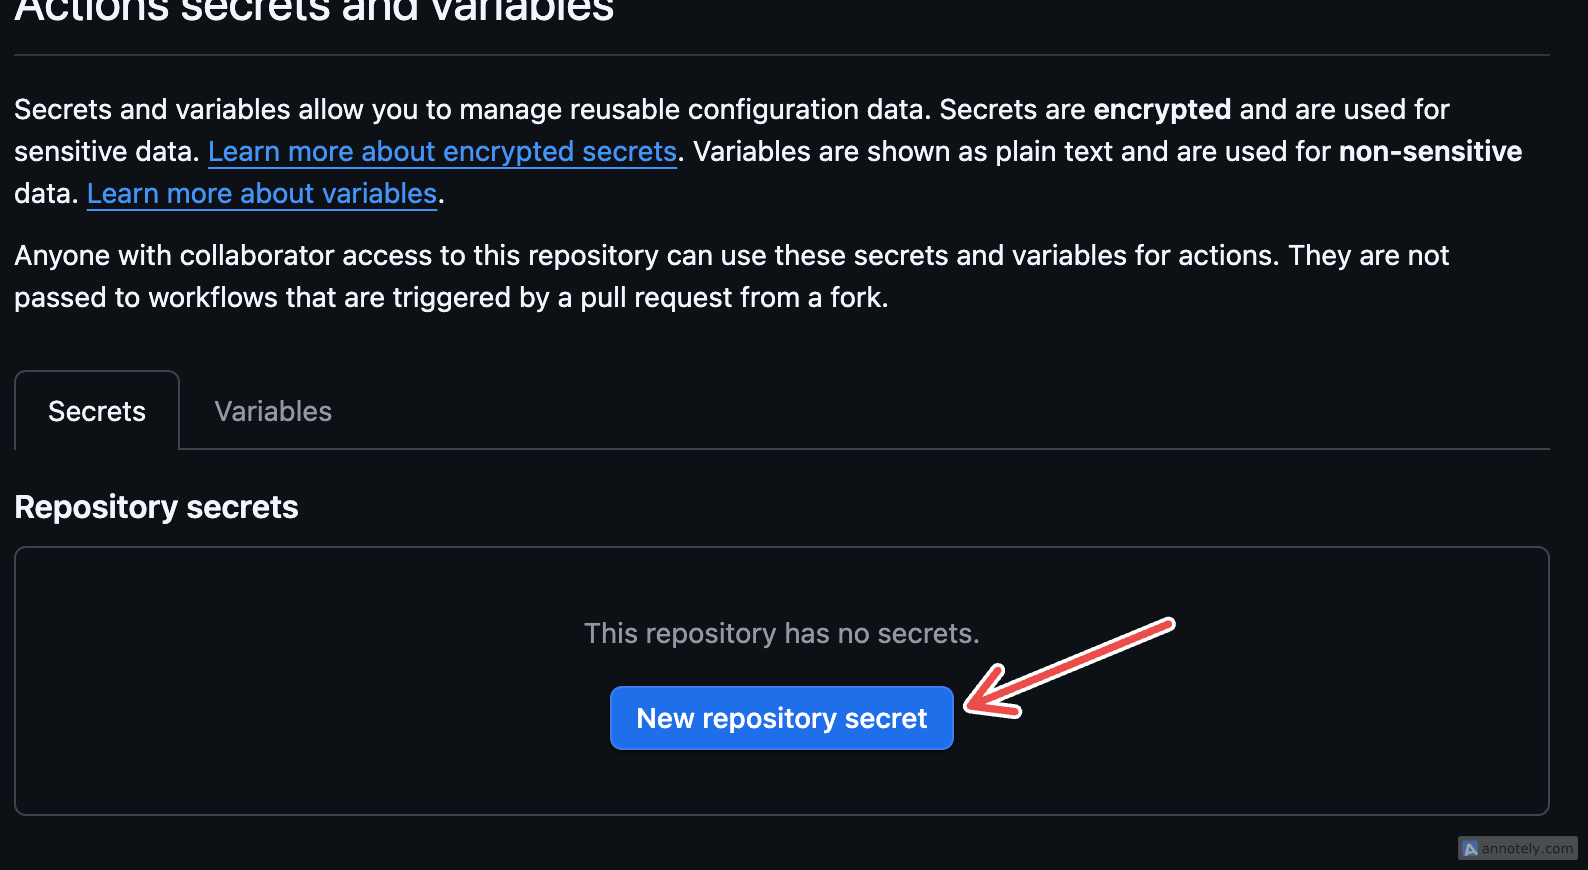 Actions secrets and variables
Secrets and variables allow you to manage reusable configuration data. Secrets are encrypted and are used for
sensitive data. Learn more about encrypted secrets. Variables are shown as plain text and are used for non-sensitive
data. Learn more about variables.
Anyone with collaborator access to this repository can use these secrets and variables for actions. They are not
passed to workflows that are triggered by a pull request from a fork.
Secrets
Variables
Repository secrets
This repository has no secrets.
New repository secret
annotely.com